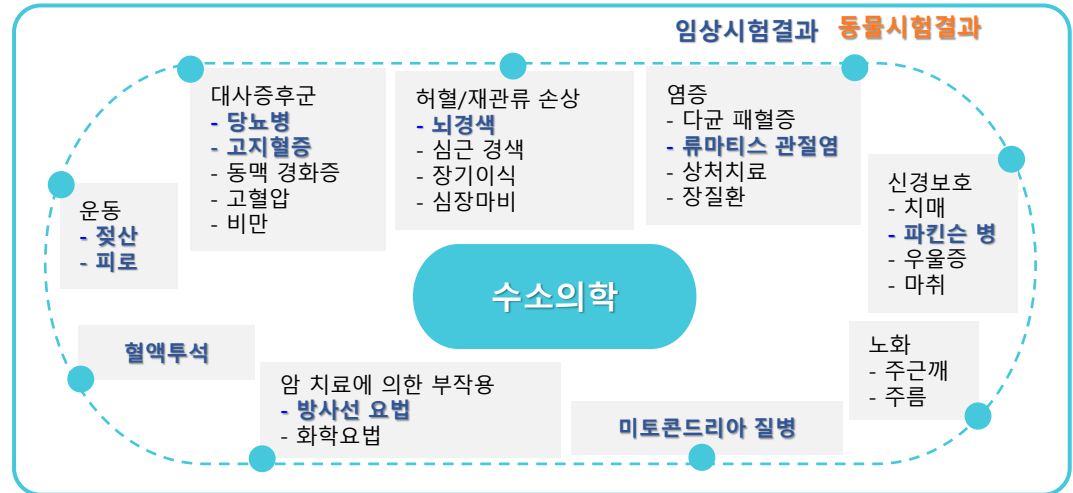 임상시험결과 동물시험결과
대사증후군
- 당뇨병
- 고지혈증
- 동맥 경화증
- 고혈압
- 비만
허혈/재관류 손상
- 뇌경색
- 심근 경색
- 장기이식
- 심장마비
염증
- 다균 패혈증
- 류마티스 관절염
- 상처치료
- 장질환
신경보호
- 치매
- 파킨슨 병
- 우울증
- 마취
운동
- 젖산
- 피로
수소의학
혈액투석
암 치료에 의한 부작용
- 방사선 요법
- 화학요법
미토콘드리아 질병
노화
- 주근깨
- 주름